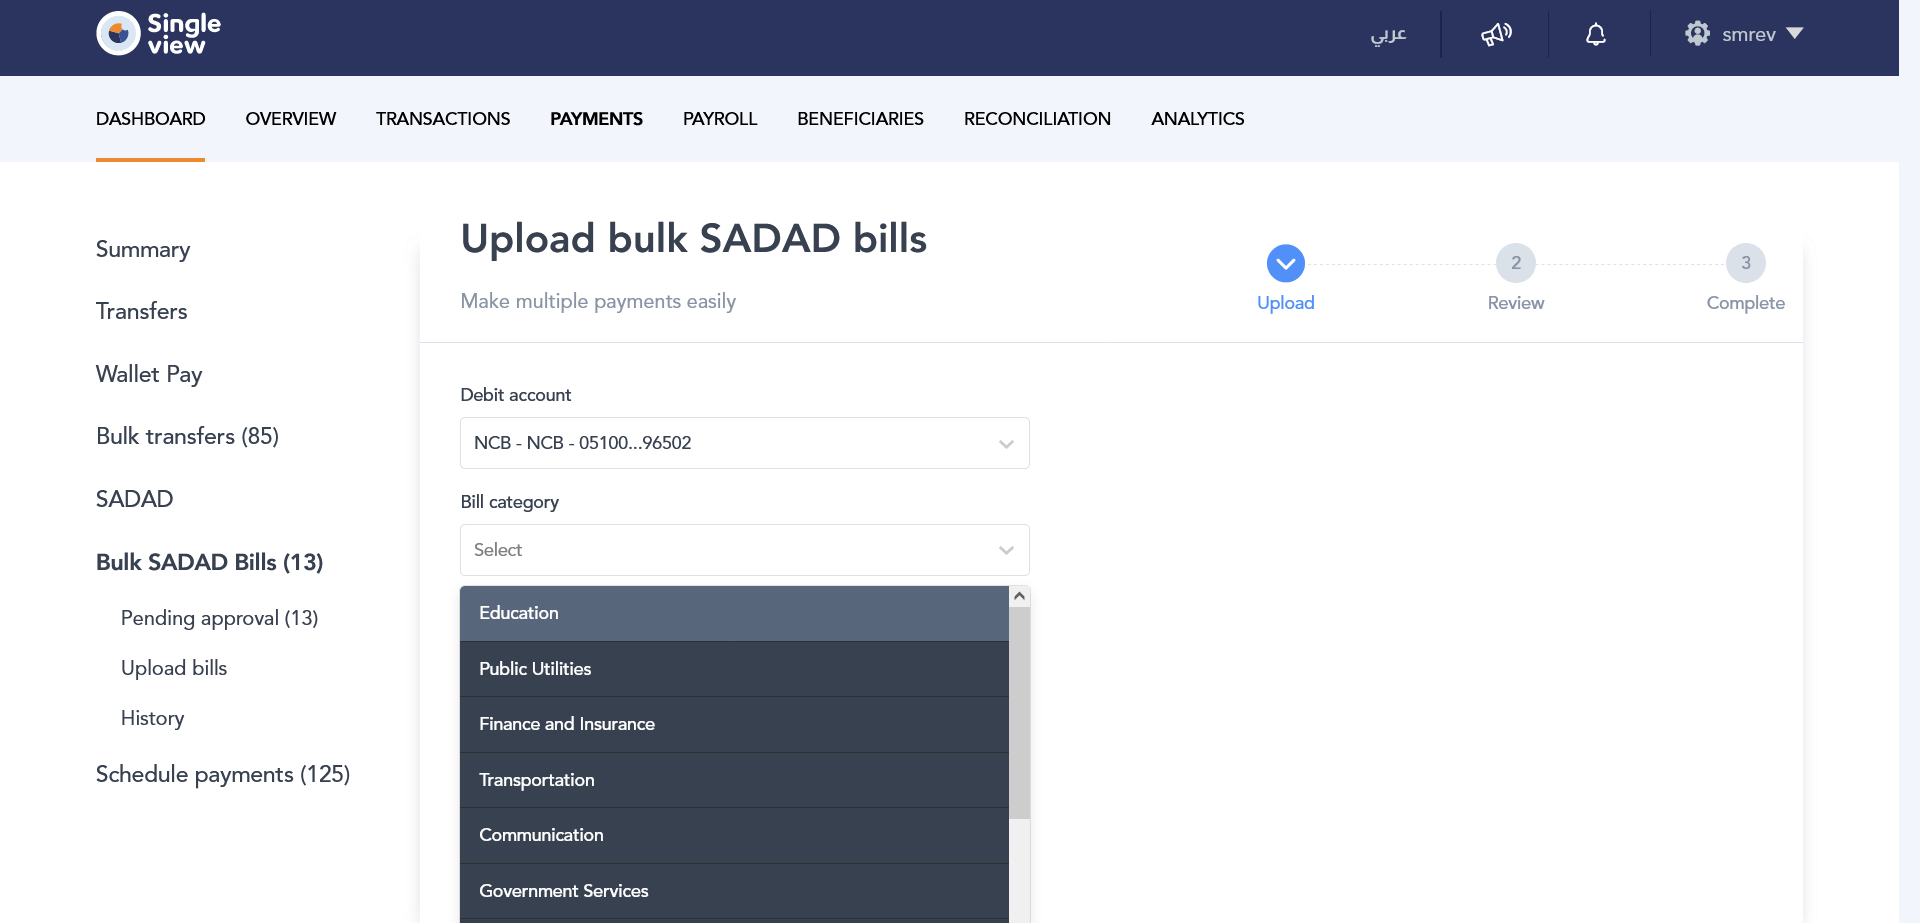 Single
view
عربي
smrev
DASHBOARD
OVERVIEW
TRANSACTIONS
PAYMENTS
PAYROLL
BENEFICIARIES
RECONCILIATION
ANALYTICS
Summary
Transfers
Wallet Pay
Bulk transfers (85)
SADAD
Bulk SADAD Bills (13)
Pending approval (13)
Upload bills
History
Schedule payments (125)
Upload bulk SADAD bills
Make multiple payments easily
Upload
2
Review
3
Complete
Debit account
NCB - NCB - 05100...96502
Bill category
Select
Education
Public Utilities
Finance and Insurance
Transportation
Communication
Government Services